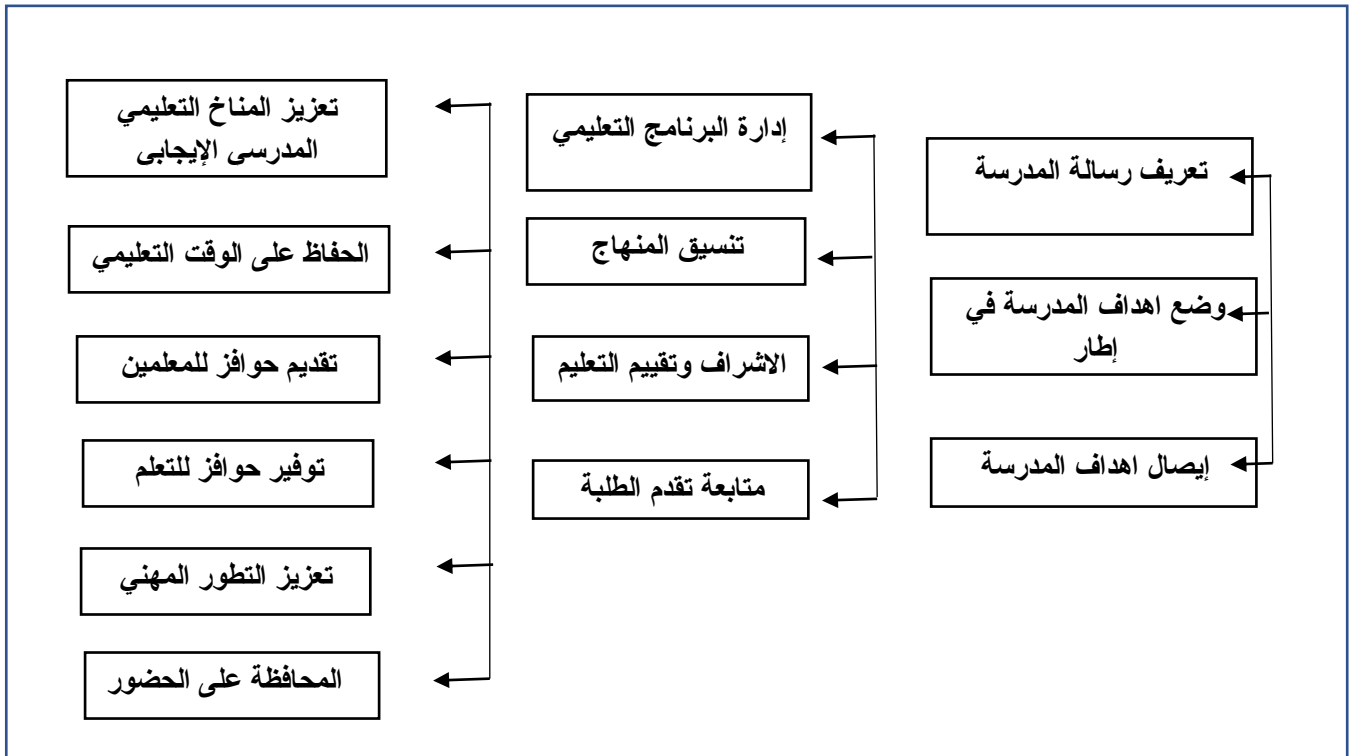 تعريف رسالة المدرسة
وضع اهداف المدرسة في
إطار
إيصال اهداف المدرسة
إدارة البرنامج التعليمي
تنسيق المنهاج
الاشراف وتقييم التعليم
متابعة تقدم الطلبة
تعزيز المناخ التعليمي
المدرسي الإيجابي
الحفاظ على الوقت التعليمي
تقديم حوافز للمعلمين
توفير حوافز للتعلم
تعزيز التطور المهني
المحافظة على الحضور